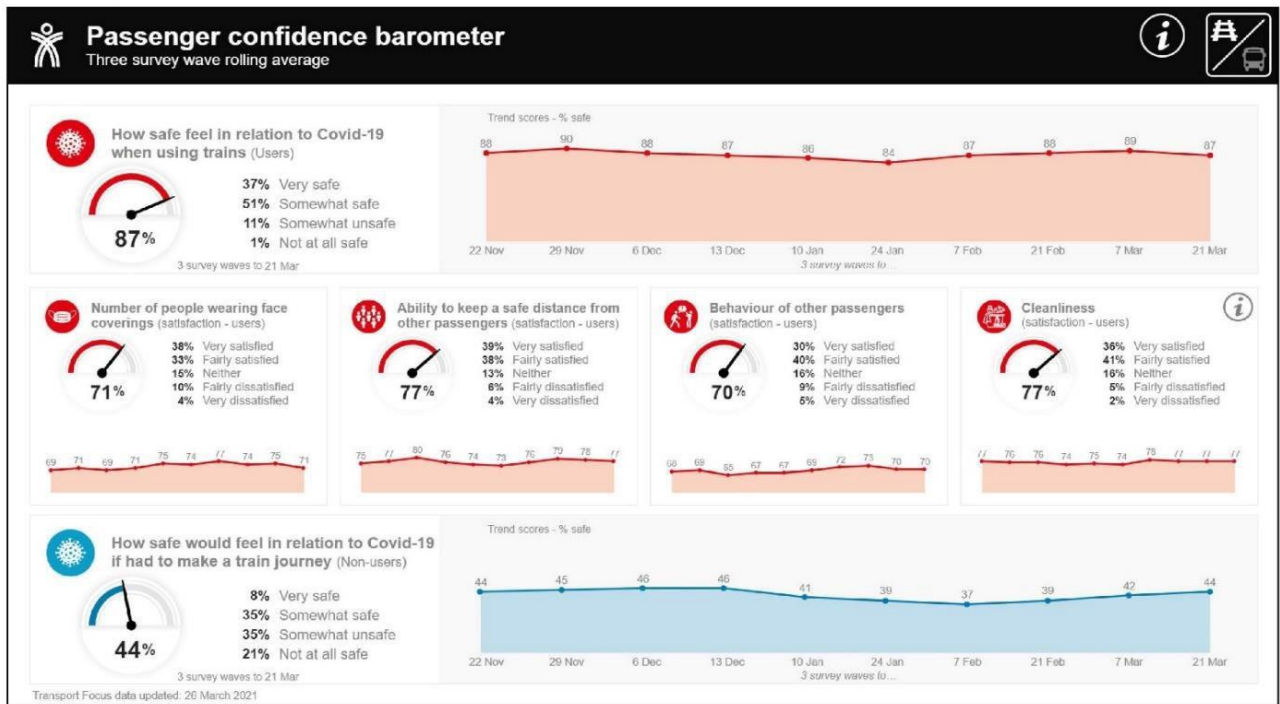 Passenger confidence barometer
Three survey wave rolling average
i
How safe feel in relation to Covid-19
when using trains (Users)
37% Very safe
51% Somewhat safe
11% Somewhat unsafe
1% Not at all safe
87%
3 survey waves to 21 Mar
Trend scores - % safe
88 90 88 87 86 84 87 88 89 87
22 Nov 29 Nov 6 Dec 13 Dec 10 Jan 24 Jan 7 Feb 21 Feb 7 Mar 21 Mar
3 survey waves to...
Number of people wearing face
coverings (satisfaction - users)
38% Very satisfied
33% Fairly satisfied
15% Neither
10% Fairly dissatisfied
4% Very dissatisfied
71%
69 71 69 71 75 74 77 74 75 71
Ability to keep a safe distance from
other passengers (satisfaction - users)
39% Very satisfied
38% Fairly satisfied
13% Neither
6% Fairly dissatisfied
4% Very dissatisfied
77%
75 77 80 76 74 73 76 79 78 77
Behaviour of other passengers
(satisfaction - users)
30% Very satisfied
40% Fairly satisfied
16% Neither
9% Fairly dissatisfied
5% Very dissatisfied
70%
68 69 65 67 67 69 72 73 70 70
Cleanliness
(satisfaction - users)
i
36% Very satisfied
41% Fairly satisfied
16% Neither
5% Fairly dissatisfied
2% Very dissatisfied
77%
77 76 76 74 75 74 78 77 77 77
How safe would feel in relation to Covid-19
if had to make a train journey (Non-users)
8% Very safe
35% Somewhat safe
35% Somewhat unsafe
21% Not at all safe
44%
3 survey waves to 21 Mar
Trend scores - % safe
44 45 46 46 41 39 37 39 42 44
22 Nov 29 Nov 6 Dec 13 Dec 10 Jan 24 Jan 7 Feb 21 Feb 7 Mar 21 Mar
3 survey waves to...
Transport Focus data updated: 26 March 2021